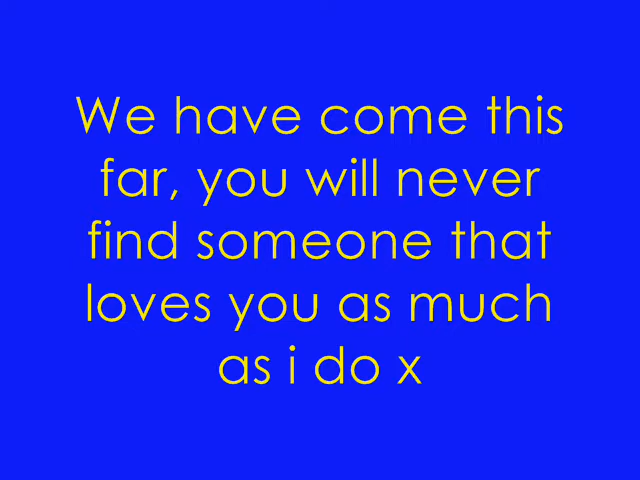 We have come this
far, you will never
find someone that
loves you as much
as i do x